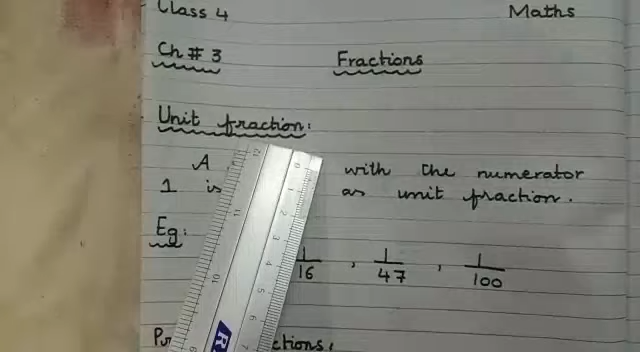 Class 4 Maths
Ch # 3 Fractions
Unit fraction:
A with the numerator
1 is as unit fraction.
Eg:
1/16 , 1/47 , 1/100